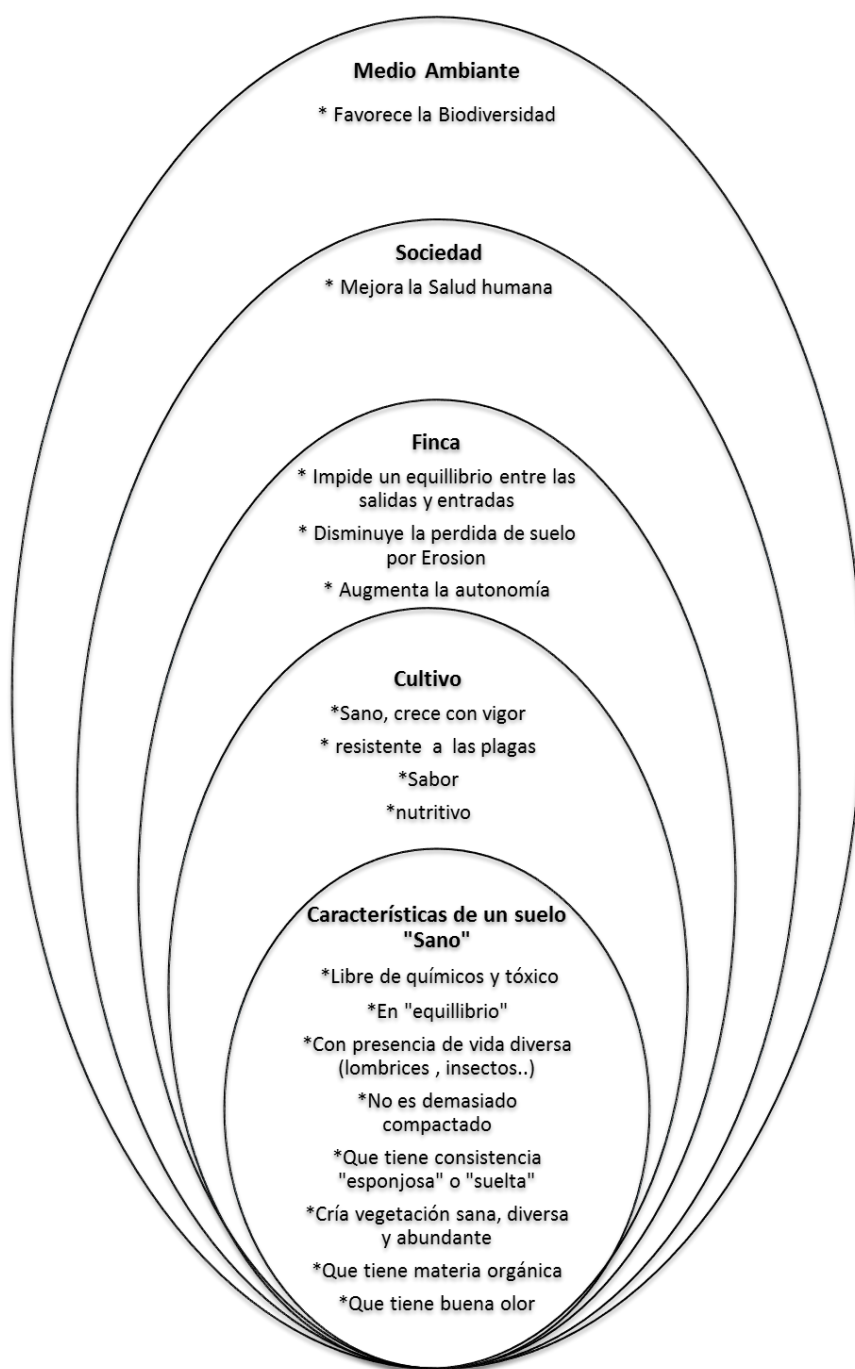 Medio Ambiente
* Favorece la Biodiversidad
Sociedad
* Mejora la Salud humana
Finca
* Impide un equillibrio entre las
salidas y entradas
* Disminuye la perdida de suelo
por Erosion
* Augmenta la autonomía
Cultivo
*Sano, crece con vigor
* resistente a las plagas
*Sabor
*nutritivo
Característicás de un suelo
"Sano"
*Libre de químicos y tóxico
*En "equillibrio"
*Con presencia de vida diversa
(lombrices , insectos..)
*No es demasiado
compactado
*Que tiene consistencia
"esponjosa" o "suelta"
*Cría vegetación sana, diversa
y abundante
*Que tiene materia orgánica
*Que tiene buena olor